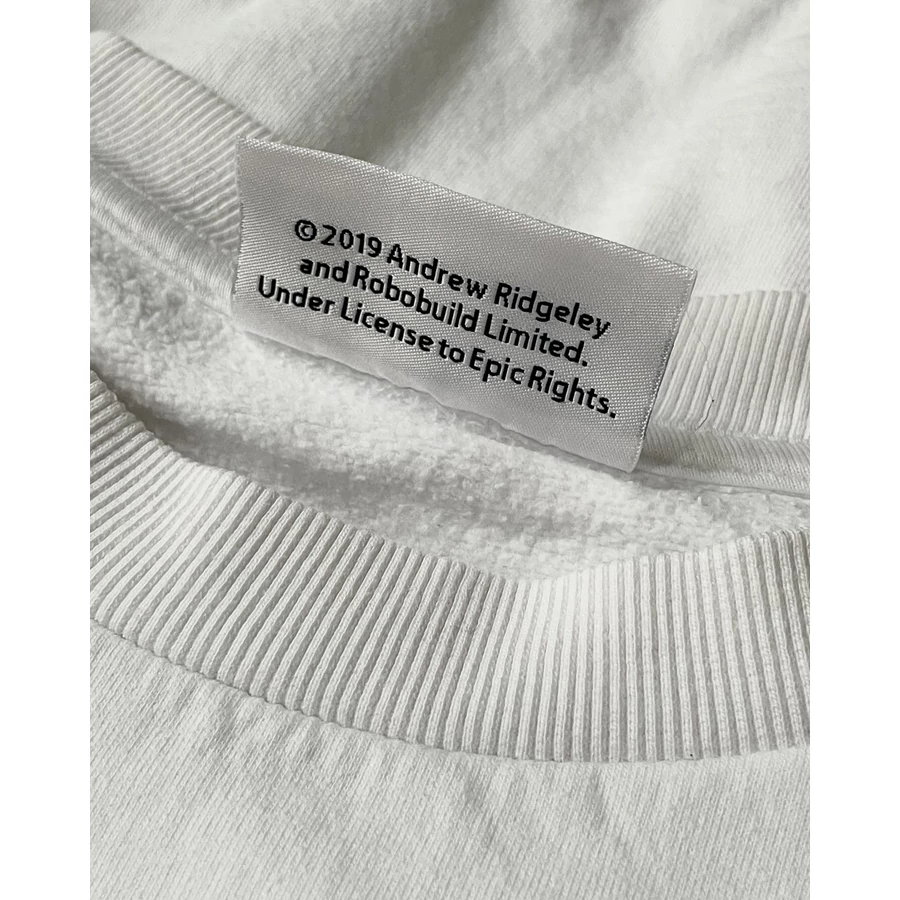 ©2019 Andrew Ridgeley
and Robobuild Limited.
Under License to Epic Rights.